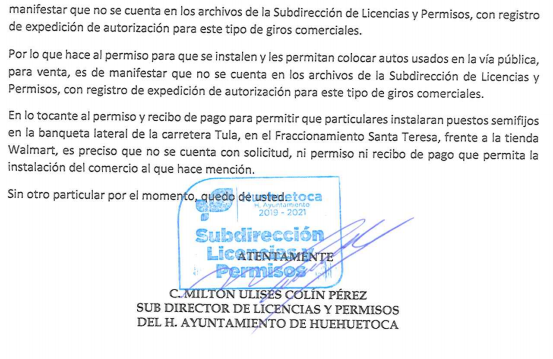 manifestar que no se cuenta en los archivos de la Subdirección de Licencias y Permisos, con registro
de expedición de autorización para este tipo de giros comerciales.
Por lo que hace al permiso para que se instalen y les permitan colocar autos usados en la vía pública,
para venta, es de manifestar que no se cuenta en los archivos de la Subdirección de Licencias y
Permisos, con registro de expedición de autorización para este tipo de giros comerciales.
En lo tocante al permiso y recibo de pago para permitir que particulares instalaran puestos semifijos
en la banqueta lateral de la carretera Tula, en el Fraccionamiento Santa Teresa, frente a la tienda
Walmart, es preciso que no se cuenta con solicitud, ni permiso ni recibo de pago que permita la
instalación del comercio al que hace mención.
Sin otro particular por el momento, quedo de usted.
Huehuetoca
H. Ayuntamiento
2019 - 2021
Subdirección
Licencias y
ATENTAMENTE
Permisos
C. MILTON ULISES COLÍN PÉREZ
SUB DIRECTOR DE LICENCIAS Y PERMISOS
DEL H. AYUNTAMIENTO DE HUEHUETOCA